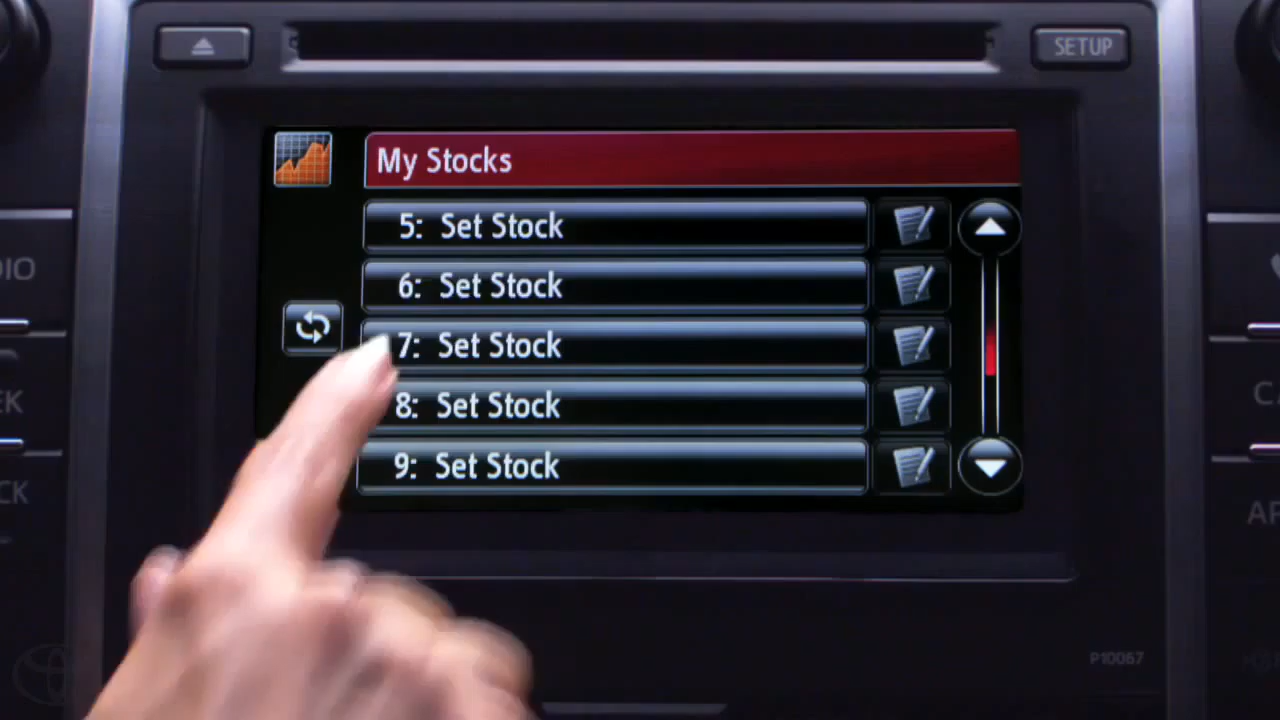 SETUP
My Stocks
5: Set Stock
6: Set Stock
7: Set Stock
8: Set Stock
9: Set Stock
P10067